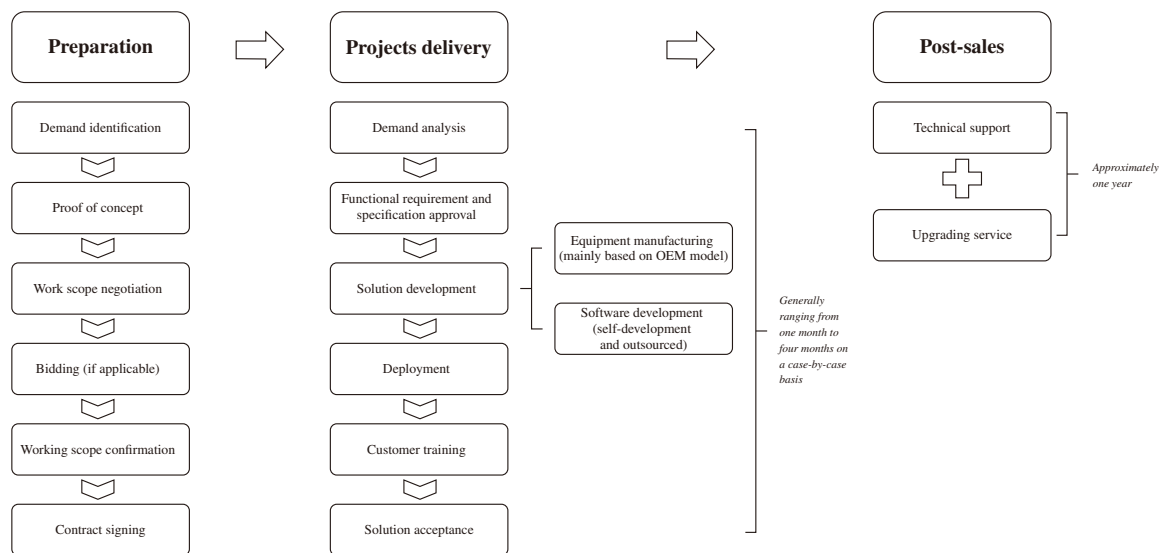 Preparation
Projects delivery
Post-sales
Demand identification
Proof of concept
Work scope negotiation
Bidding (if applicable)
Working scope confirmation
Contract signing
Demand analysis
Functional requirement and
specification approval
Solution development
Deployment
Customer training
Solution acceptance
Equipment manufacturing
(mainly based on OEM model)
Software development
(self-development
and outsourced)
Generally
ranging from
one month to
four months on
a case-by-case
basis
Technical support
Upgrading service
Approximately
one year